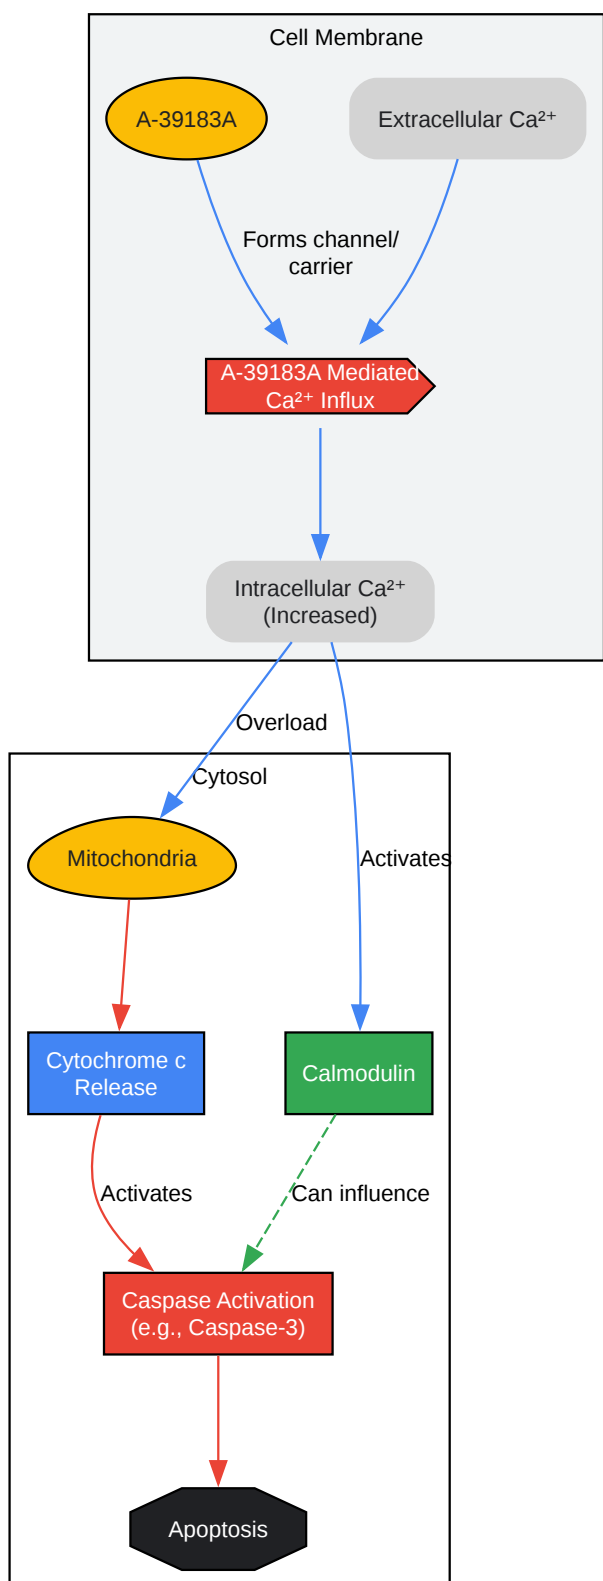 Cell Membrane
A-39183A
Extracellular Ca²⁺
Forms channel/
carrier
A-39183A Mediated
Ca²⁺ Influx
Intracellular Ca²⁺
(Increased)
Overload
Cytosol
Mitochondria
Activates
Cytochrome c
Release
Calmodulin
Activates
Can influence
Caspase Activation
(e.g., Caspase-3)
Apoptosis